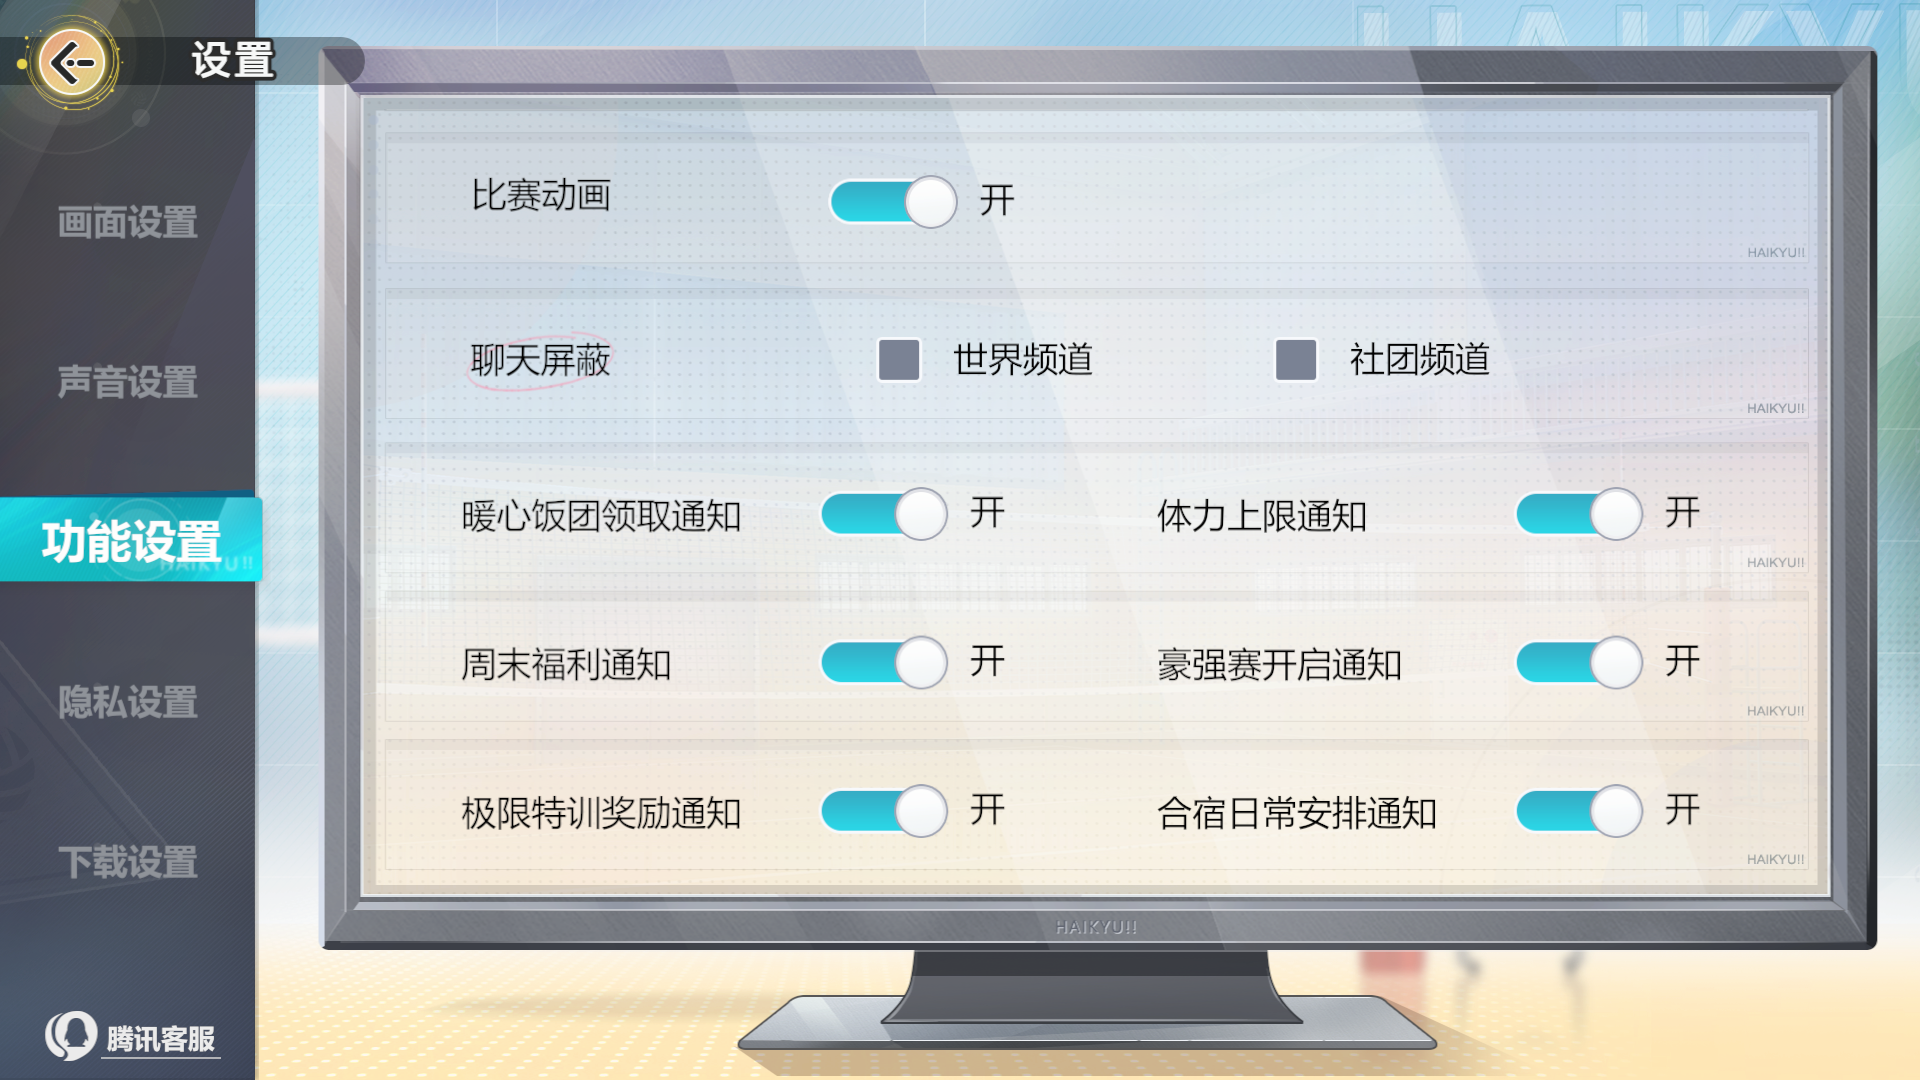 设置
画面设置
声音设置
功能设置
HAIKYU!!
隐私设置
下载设置
腾讯客服
比赛动画 开
HAIKYU!!
聊天屏蔽 世界频道 社团频道
HAIKYU!!
暖心饭团领取通知 开 体力上限通知 开
HAIKYU!!
周末福利通知 开 豪强赛开启通知 开
HAIKYU!!
极限特训奖励通知 开 合宿日常安排通知 开
HAIKYU!!
HAIKYU!!